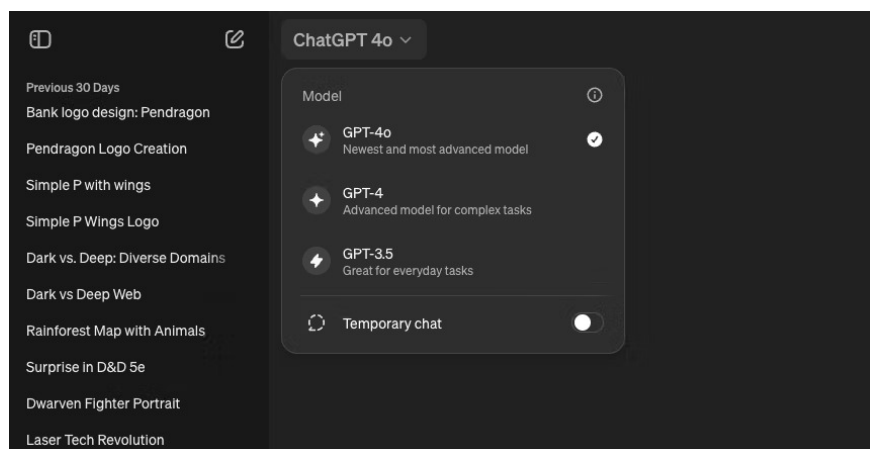 ChatGPT 4o
Previous 30 Days
Bank logo design: Pendragon
Pendragon Logo Creation
Simple P with wings
Simple P Wings Logo
Dark vs. Deep: Diverse Domains
Dark vs Deep Web
Rainforest Map with Animals
Surprise in D&D 5e
Dwarven Fighter Portrait
Laser Tech Revolution
Model
GPT-4o
Newest and most advanced model
GPT-4
Advanced model for complex tasks
GPT-3.5
Great for everyday tasks
Temporary chat